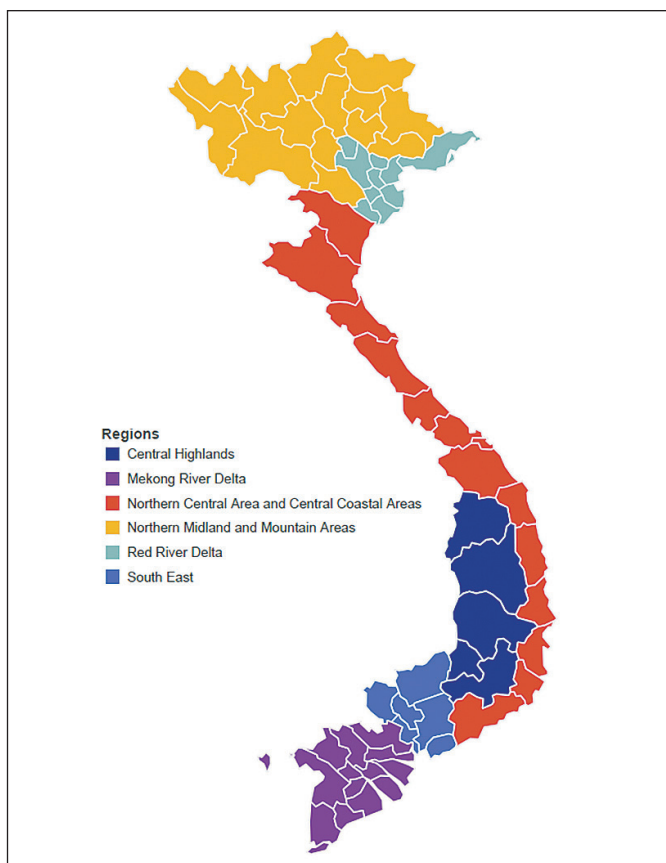 Regions
Central Highlands
Mekong River Delta
Northern Central Area and Central Coastal Areas
Northern Midland and Mountain Areas
Red River Delta
South East